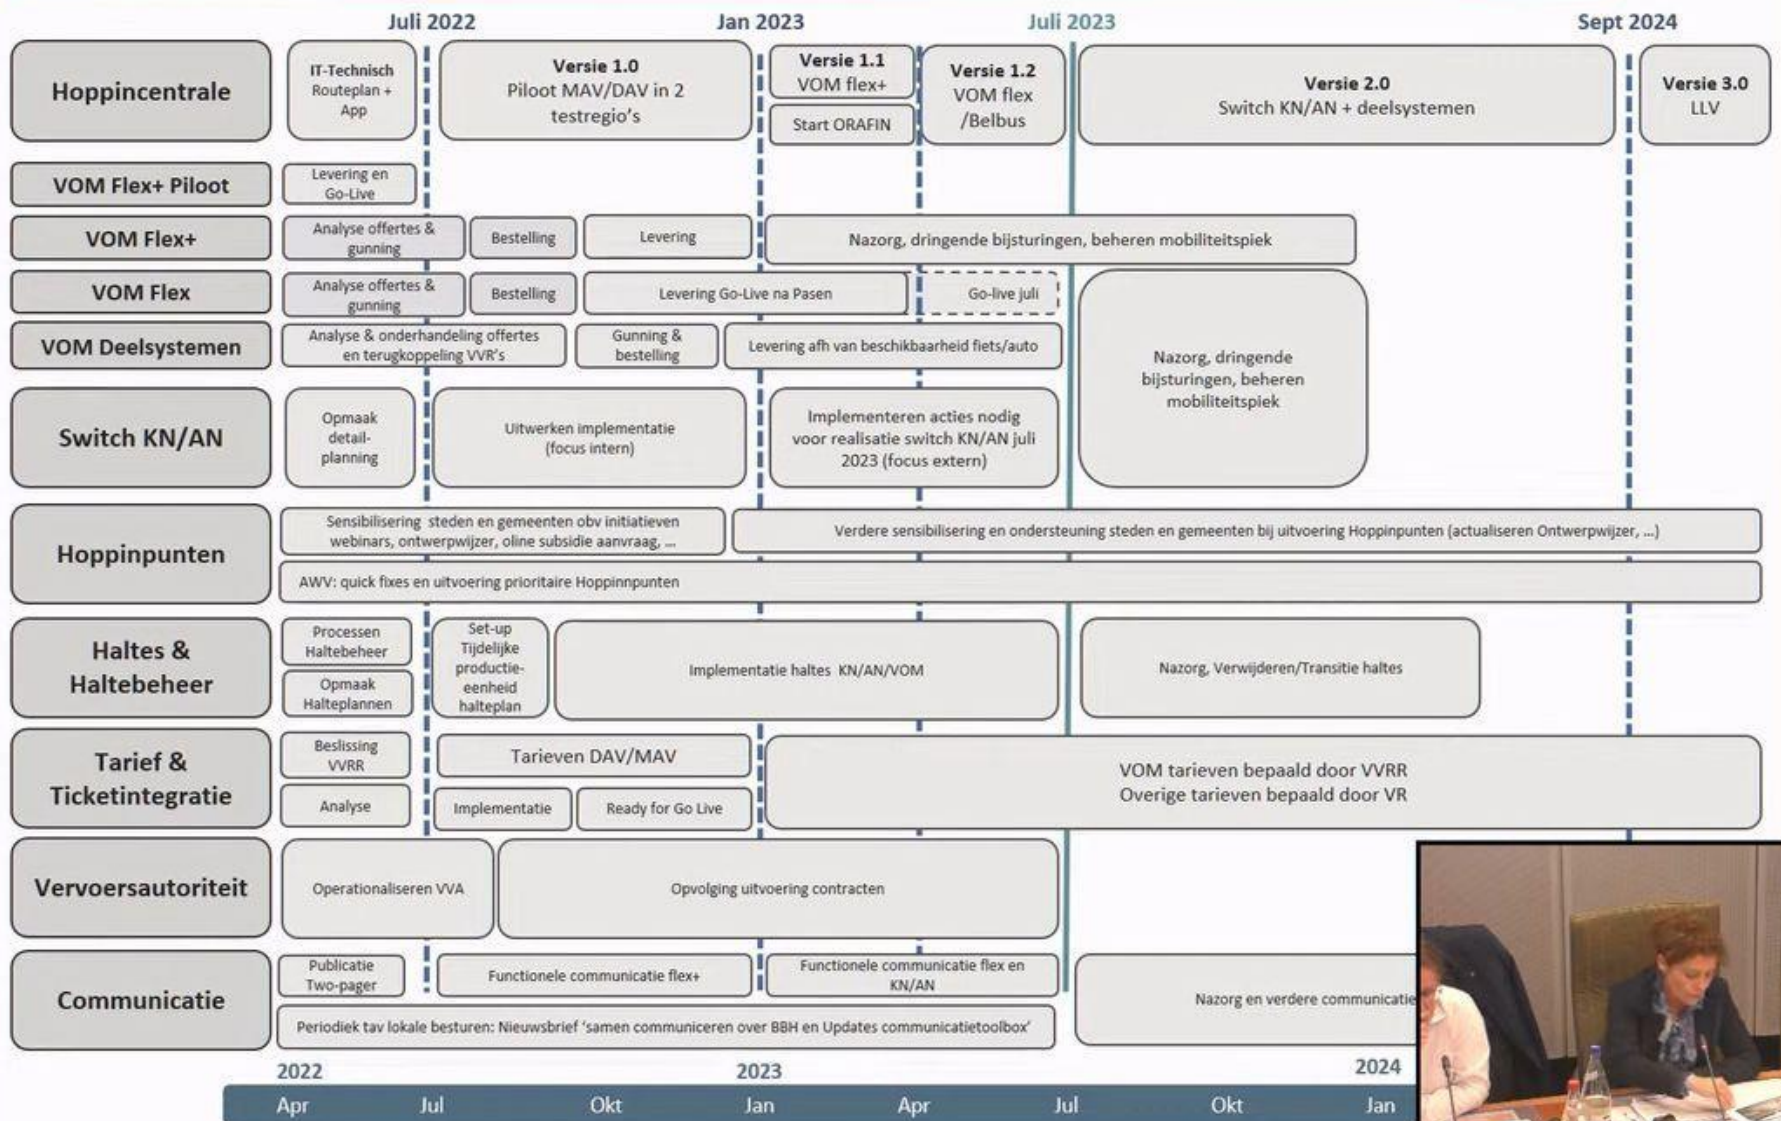 Juli 2022
Jan 2023
Juli 2023
Sept 2024
Hoppincentrale
IT-Technisch
Routeplan +
App
Versie 1.0
Piloot MAV/DAV in 2
testregio's
Versie 1.1
VOM flex+
Start ORAFIN
Versie 1.2
VOM flex
/Belbus
Versie 2.0
Switch KN/AN + deelsystemen
Versie 3.0
LLV
VOM Flex+ Piloot
Levering en
Go-Live
VOM Flex+
Analyse offertes &
gunning
Bestelling
Levering
Nazorg, dringende bijsturingen, beheren mobiliteitspiek
VOM Flex
Analyse offertes &
gunning
Bestelling
Levering Go-Live na Pasen
Go-live juli
VOM Deelsystemen
Analyse & onderhandeling offertes
en terugkoppeling VVR's
Gunning &
bestelling
Levering afh van beschikbaarheid fiets/auto
Nazorg, dringende
bijsturingen, beheren
mobiliteitspiek
Switch KN/AN
Opmaak
detail-
planning
Uitwerken implementatie
(focus intern)
Implementeren acties nodig
voor realisatie switch KN/AN juli
2023 (focus extern)
Hoppinpunten
Sensibilisering steden en gemeenten obv initiatieven
webinars, ontwerpwijzer, oline subsidie aanvraag, ...
Verdere sensibilisering en ondersteuning steden en gemeenten bij uitvoering Hoppinpunten (actualiseren Ontwerpwijzer, ...)
AWV: quick fixes en uitvoering prioritaire Hoppinnpunten
Haltes &
Haltebeheer
Processen
Haltebeheer
Opmaak
Halteplannen
Set-up
Tijdelijke
productie-
eenheid
halteplan
Implementatie haltes KN/AN/VOM
Nazorg, Verwijderen/Transitie haltes
Tarief &
Ticketintegratie
Beslissing
VVRR
Analyse
Tarieven DAV/MAV
Implementatie
Ready for Go Live
VOM tarieven bepaald door VVRR
Overige tarieven bepaald door VR
Vervoersautoriteit
Operationaliseren VVA
Opvolging uitvoering contracten
Communicatie
Publicatie
Two-pager
Functionele communicatie flex+
Functionele communicatie flex en
KN/AN
Nazorg en verdere communicatie
Periodiek tav lokale besturen: Nieuwsbrief 'samen communiceren over BBH en Updates communicatietoolbox'
2022
2023
2024
Apr
Jul
Okt
Jan
Apr
Jul
Okt
Jan